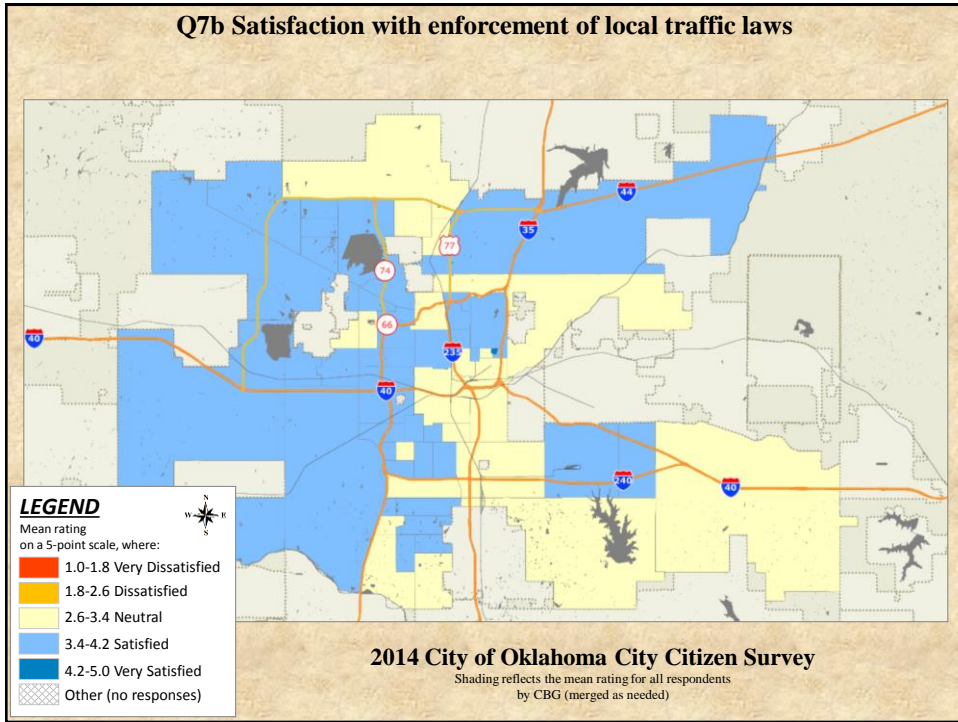 Q7b Satisfaction with enforcement of local traffic laws
44
35
77
74
66
40
235
40
240
40
LEGEND
N
W E
S
Mean rating
on a 5-point scale, where:
1.0-1.8 Very Dissatisfied
1.8-2.6 Dissatisfied
2.6-3.4 Neutral
3.4-4.2 Satisfied
4.2-5.0 Very Satisfied
Other (no responses)
2014 City of Oklahoma City Citizen Survey
Shading reflects the mean rating for all respondents
by CBG (merged as needed)